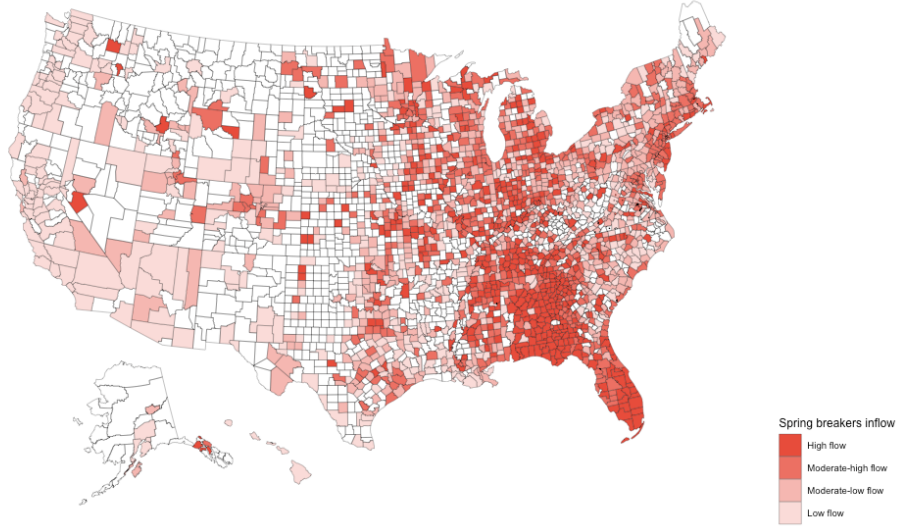 Spring breakers inflow
High flow
Moderate-high flow
Moderate-low flow
Low flow